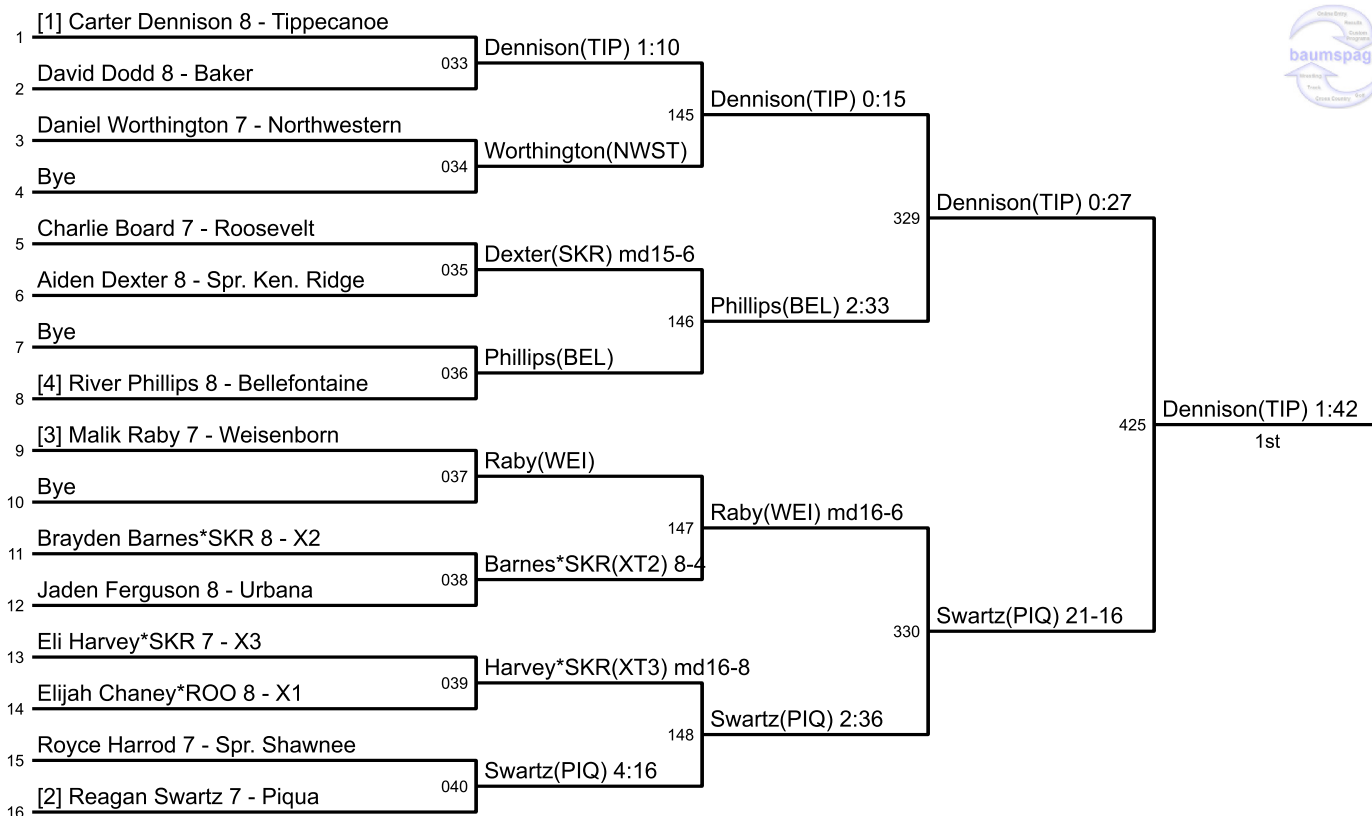 [1] Carter Dennison 8 - Tippecanoe
1
Dennison(TIP) 1:10
033
David Dodd 8 - Baker
2
Dennison(TIP) 0:15
145
Daniel Worthington 7 - Northwestern
3
Worthington(NWST)
034
Bye
4
Dennison(TIP) 0:27
329
Charlie Board 7 - Roosevelt
5
Dexter(SKR) md15-6
035
Aiden Dexter 8 - Spr. Ken. Ridge
6
Phillips(BEL) 2:33
146
Bye
7
Phillips(BEL)
036
[4] River Phillips 8 - Bellefontaine
8
Dennison(TIP) 1:42
425
1st
[3] Malik Raby 7 - Weisenborn
9
Raby(WEI)
037
Bye
10
Raby(WEI) md16-6
147
Brayden Barnes*SKR 8 - X2
11
Barnes*SKR(XT2) 8-4
038
Jaden Ferguson 8 - Urbana
12
Swartz(PIQ) 21-16
330
Eli Harvey*SKR 7 - X3
13
Harvey*SKR(XT3) md16-8
039
Elijah Chaney*ROO 8 - X1
14
Swartz(PIQ) 2:36
148
Royce Harrod 7 - Spr. Shawnee
15
Swartz(PIQ) 4:16
040
[2] Reagan Swartz 7 - Piqua
16
baumspag